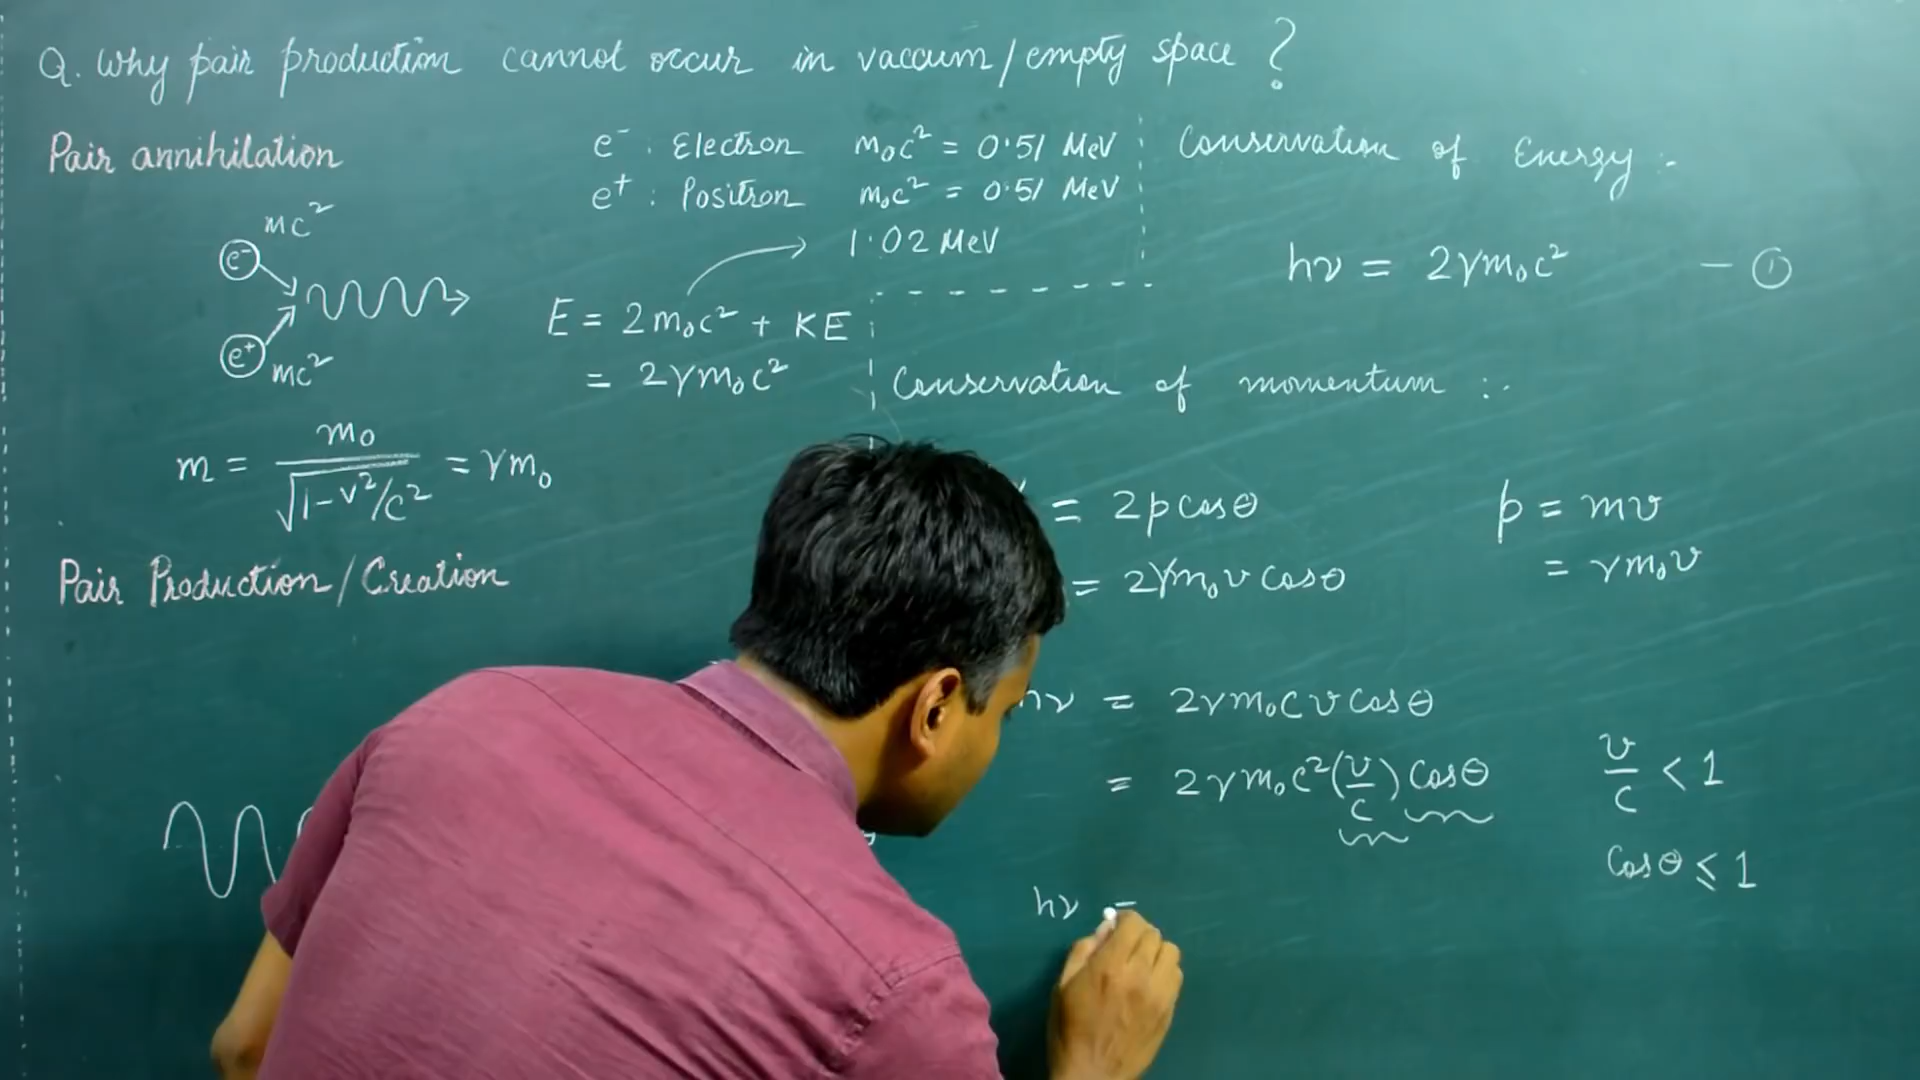 Q. Why pair production cannot occur in vaccum/empty space ?
Pair annihilation
mc²
e⁻
e⁺
mc²
m = m₀/√1-v²/c² = γm₀
Pair Production/Creation
e⁻ : Electron m₀c² = 0.51 MeV
e⁺ : Positron m₀c² = 0.51 MeV
1.02 MeV
E = 2m₀c² + KE
= 2γm₀c²
Conservation of Energy :-
hν = 2γm₀c² - ①
Conservation of momentum :-
= 2p cosθ
= 2γm₀v cosθ
p = mv
= γm₀v
hν = 2γm₀c v cosθ
= 2γm₀c²(v/c) cosθ
v/c < 1
cosθ ≤ 1
hν